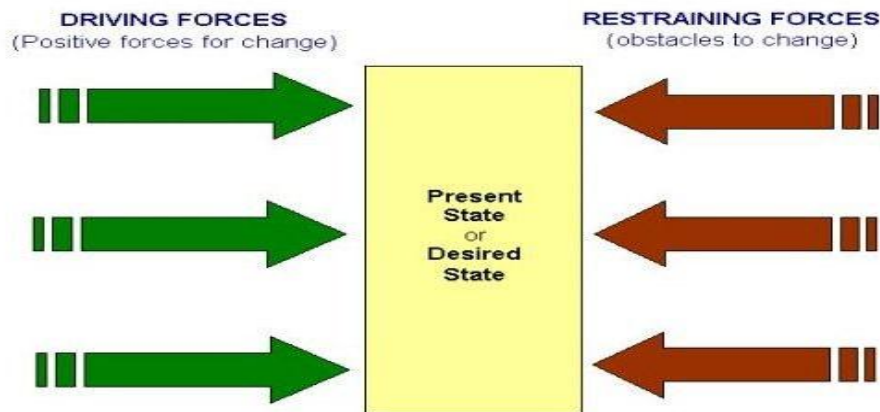 DRIVING FORCES
(Positive forces for change)
RESTRAINING FORCES
(obstacles to change)
Present
State
or
Desired
State